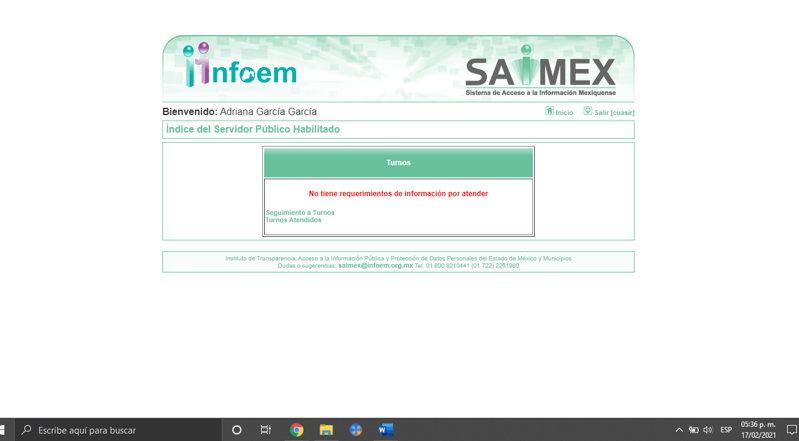 infoem
SAIMEX
Sistema de Acceso a la Información Mexiquense
Bienvenido: Adriana García García
Inicio
Salir [cuasir]
Índice del Servidor Público Habilitado
Turnos
No tiene requerimientos de información por atender
Seguimiento a Turnos
Turnos Atendidos
Instituto de Transparencia, Acceso a la Información Pública y Protección de Datos Personales del Estado de México y Municipios
Dudas o sugerencias: saimex@infoem.org.mx Tel. 01 800 8210441 (01 722) 2261980
Escribe aquí para buscar
ESP
05:36 p. m.
17/02/2021